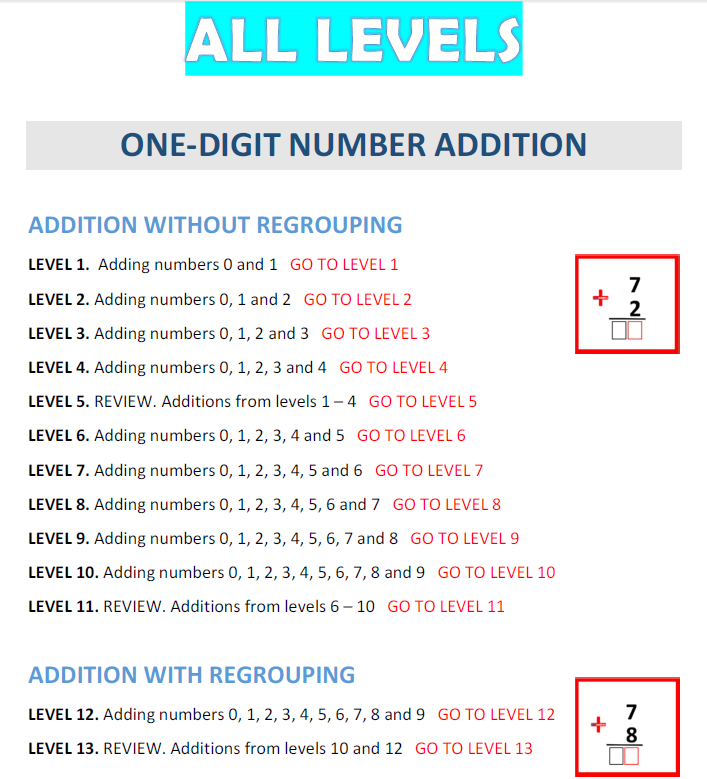 ALL LEVELS
ONE-DIGIT NUMBER ADDITION
ADDITION WITHOUT REGROUPING
LEVEL 1.  Adding numbers 0 and 1   GO TO LEVEL 1
LEVEL 2. Adding numbers 0, 1 and 2   GO TO LEVEL 2
LEVEL 3. Adding numbers 0, 1, 2 and 3   GO TO LEVEL 3
LEVEL 4. Adding numbers 0, 1, 2, 3 and 4   GO TO LEVEL 4
LEVEL 5. REVIEW. Additions from levels 1 – 4   GO TO LEVEL 5
LEVEL 6. Adding numbers 0, 1, 2, 3, 4 and 5   GO TO LEVEL 6
LEVEL 7. Adding numbers 0, 1, 2, 3, 4, 5 and 6   GO TO LEVEL 7
LEVEL 8. Adding numbers 0, 1, 2, 3, 4, 5, 6 and 7   GO TO LEVEL 8
LEVEL 9. Adding numbers 0, 1, 2, 3, 4, 5, 6, 7 and 8   GO TO LEVEL 9
LEVEL 10. Adding numbers 0, 1, 2, 3, 4, 5, 6, 7, 8 and 9   GO TO LEVEL 10
LEVEL 11. REVIEW. Additions from levels 6 – 10   GO TO LEVEL 11
7
+ 2
ADDITION WITH REGROUPING
LEVEL 12. Adding numbers 0, 1, 2, 3, 4, 5, 6, 7, 8 and 9   GO TO LEVEL 12
LEVEL 13. REVIEW. Additions from levels 10 and 12   GO TO LEVEL 13
7
+ 8